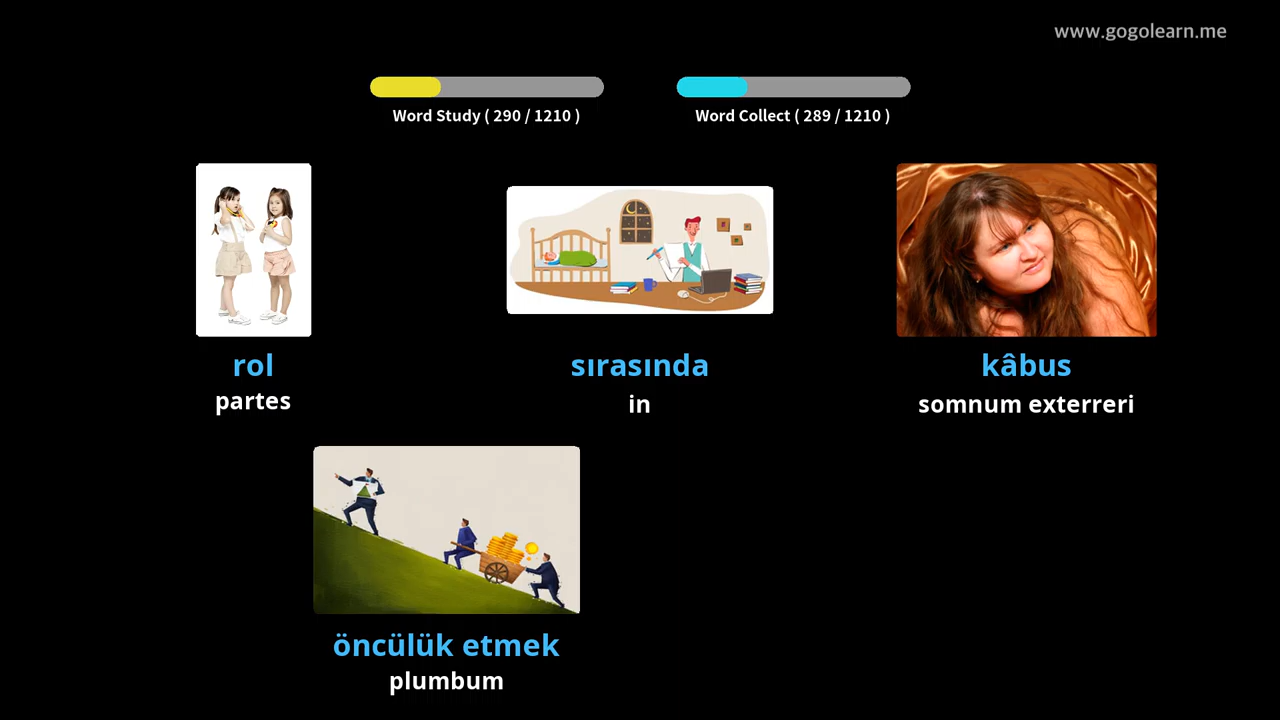 www.gogolearn.me
Word Study ( 290 / 1210 )
Word Collect ( 289 / 1210 )
rol
partes
sırasında
in
kâbus
somnum exterreri
öncülük etmek
plumbum